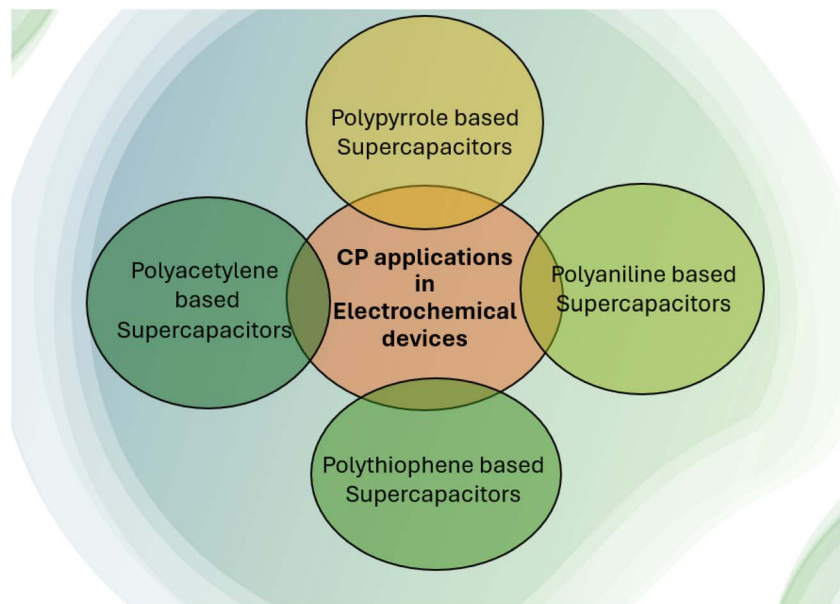 Polypyrrole based
Supercapacitors
Polyacetylene
based
Supercapacitors
CP applications
in
Electrochemical
devices
Polyaniline based
Supercapacitors
Polythiophene based
Supercapacitors